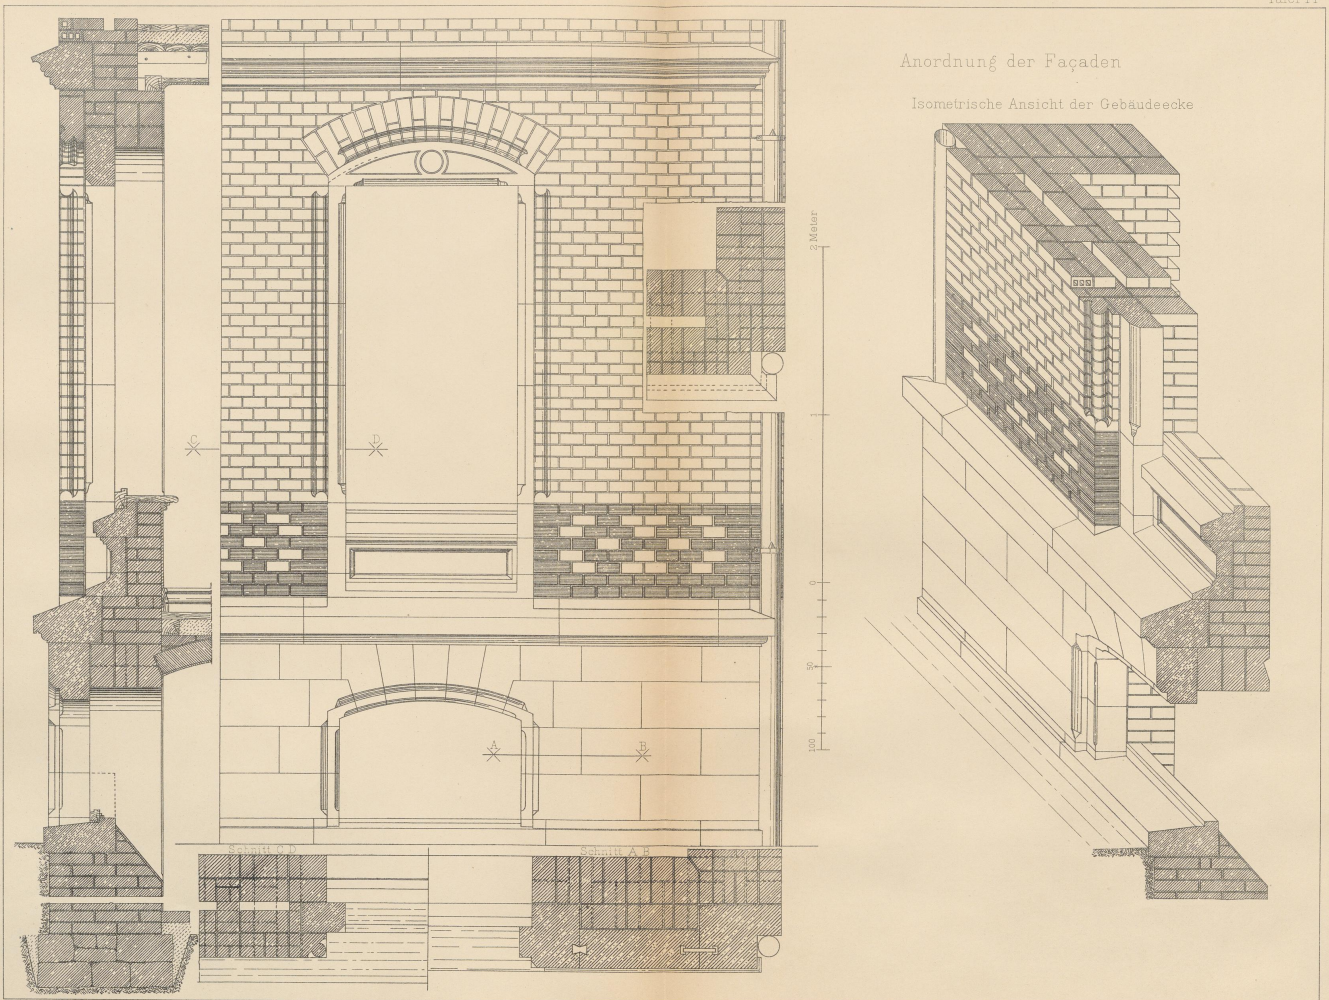 Anordnung der Façaden
Isometrische Ansicht der Gebäudeecke
2 Meter
1
0
50
100
C
D
A
B
Schnitt C.D.
Schnitt A.B.